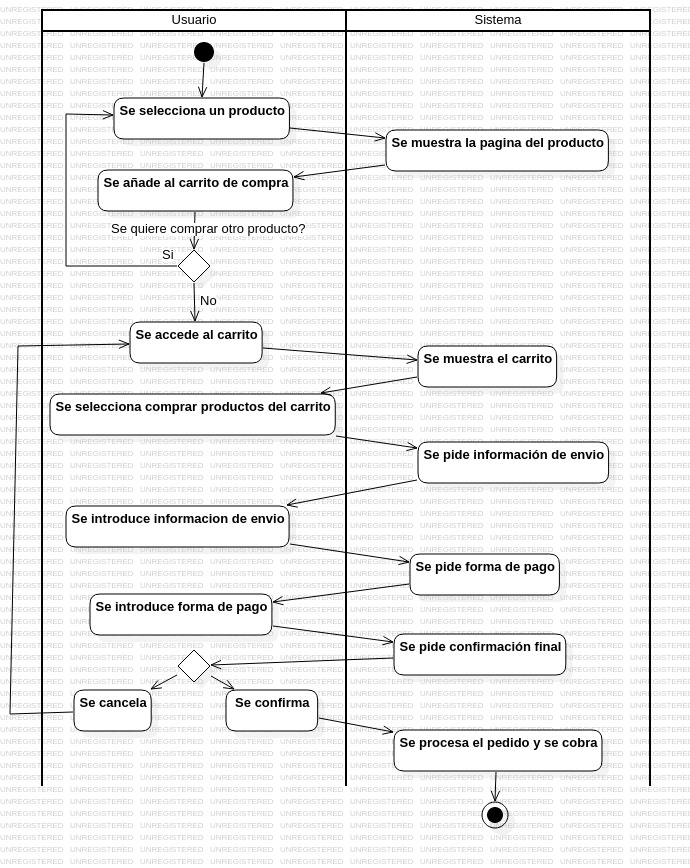 Usuario
Sistema
Se selecciona un producto
Se muestra la pagina del producto
Se añade al carrito de compra
Se quiere comprar otro producto?
Si
No
Se accede al carrito
Se muestra el carrito
Se selecciona comprar productos del carrito
Se pide información de envio
Se introduce informacion de envio
Se pide forma de pago
Se introduce forma de pago
Se pide confirmación final
Se cancela
Se confirma
Se procesa el pedido y se cobra
UNREGISTERED